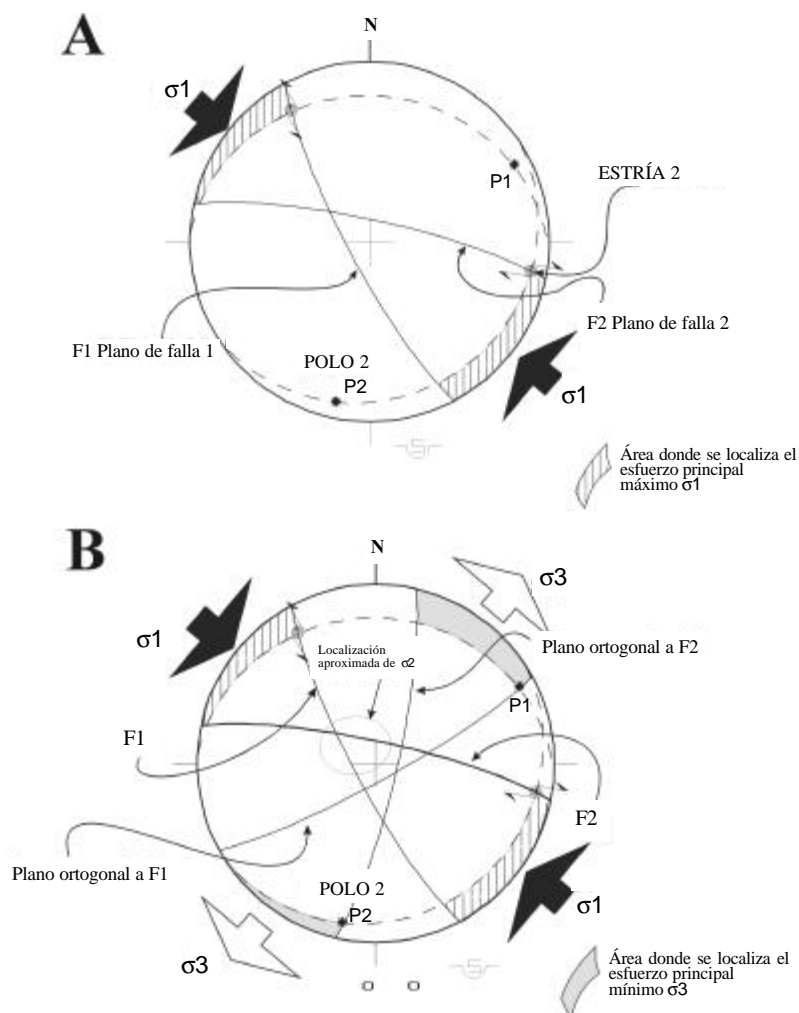 A
N
σ1
P1
ESTRÍA 2
F1 Plano de falla 1
F2 Plano de falla 2
POLO 2
P2
σ1
S
Área donde se localiza el
esfuerzo principal
máximo σ1
B
N
σ3
σ1
Localización
aproximada de σ2
Plano ortogonal a F2
P1
F1
F2
Plano ortogonal a F1
POLO 2
P2
σ1
σ3
S
Área donde se localiza el
esfuerzo principal
mínimo σ3